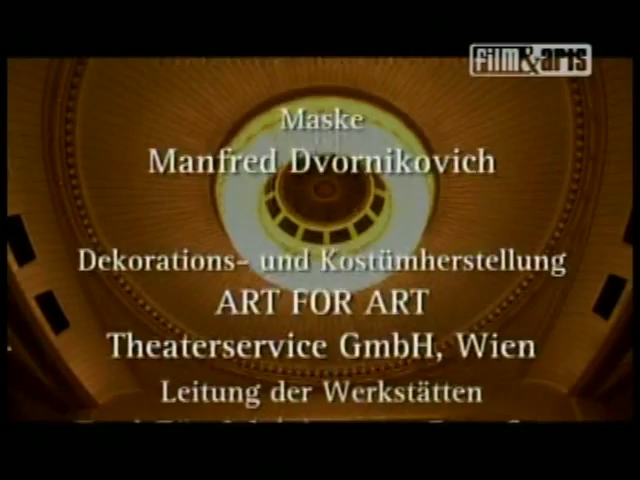 film&arts
Maske
Manfred Dvornikovich
Dekorations- und Kostümherstellung
ART FOR ART
Theaterservice GmbH, Wien
Leitung der Werkstätten